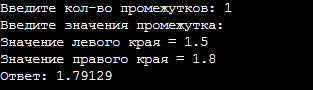 Введите кол-во промежутков: 1
Введите значения промежутка:
Значение левого края = 1.5
Значение правого края = 1.8
Ответ: 1.79129